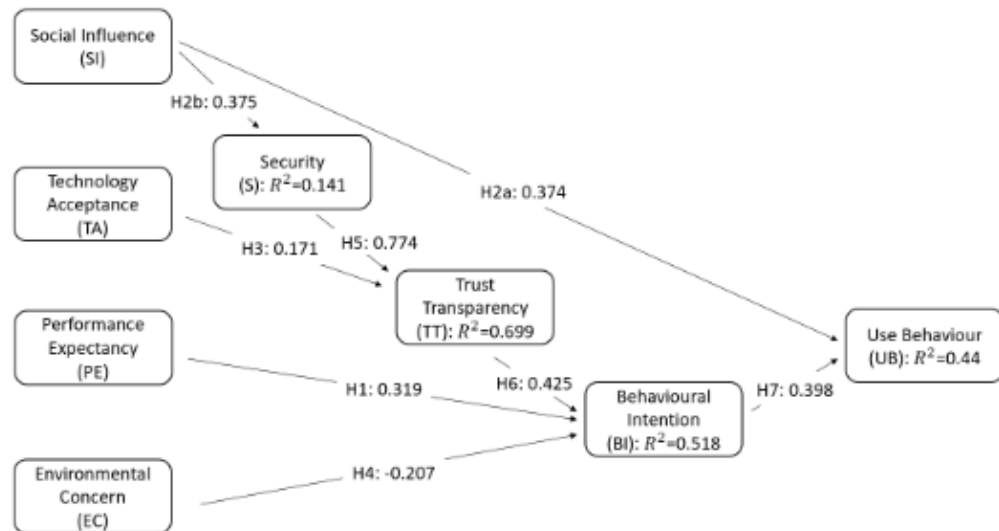 Social Influence
(SI)
H2b: 0.375
Security
(S): R²=0.141
Technology
Acceptance
(TA)
H2a: 0.374
H3: 0.171
H5: 0.774
Trust
Transparency
(TT): R²=0.699
Performance
Expectancy
(PE)
Use Behaviour
(UB): R²=0.44
H1: 0.319
H6: 0.425
H7: 0.398
Behavioural
Intention
(BI): R²=0.518
Environmental
Concern
(EC)
H4: -0.207